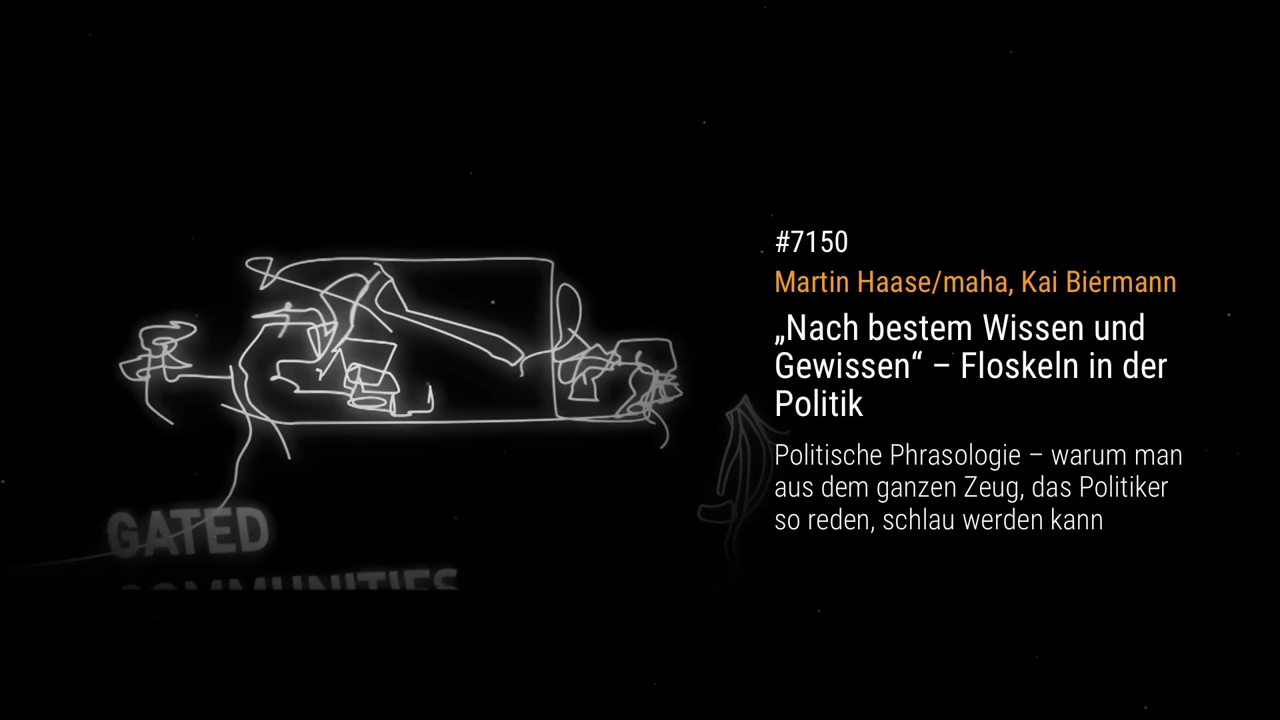 #7150
Martin Haase/maha, Kai Biermann
„Nach bestem Wissen und
Gewissen“ – Floskeln in der
Politik
Politische Phrasologie – warum man
aus dem ganzen Zeug, das Politiker
so reden, schlau werden kann
GATED
COMMUNITIES